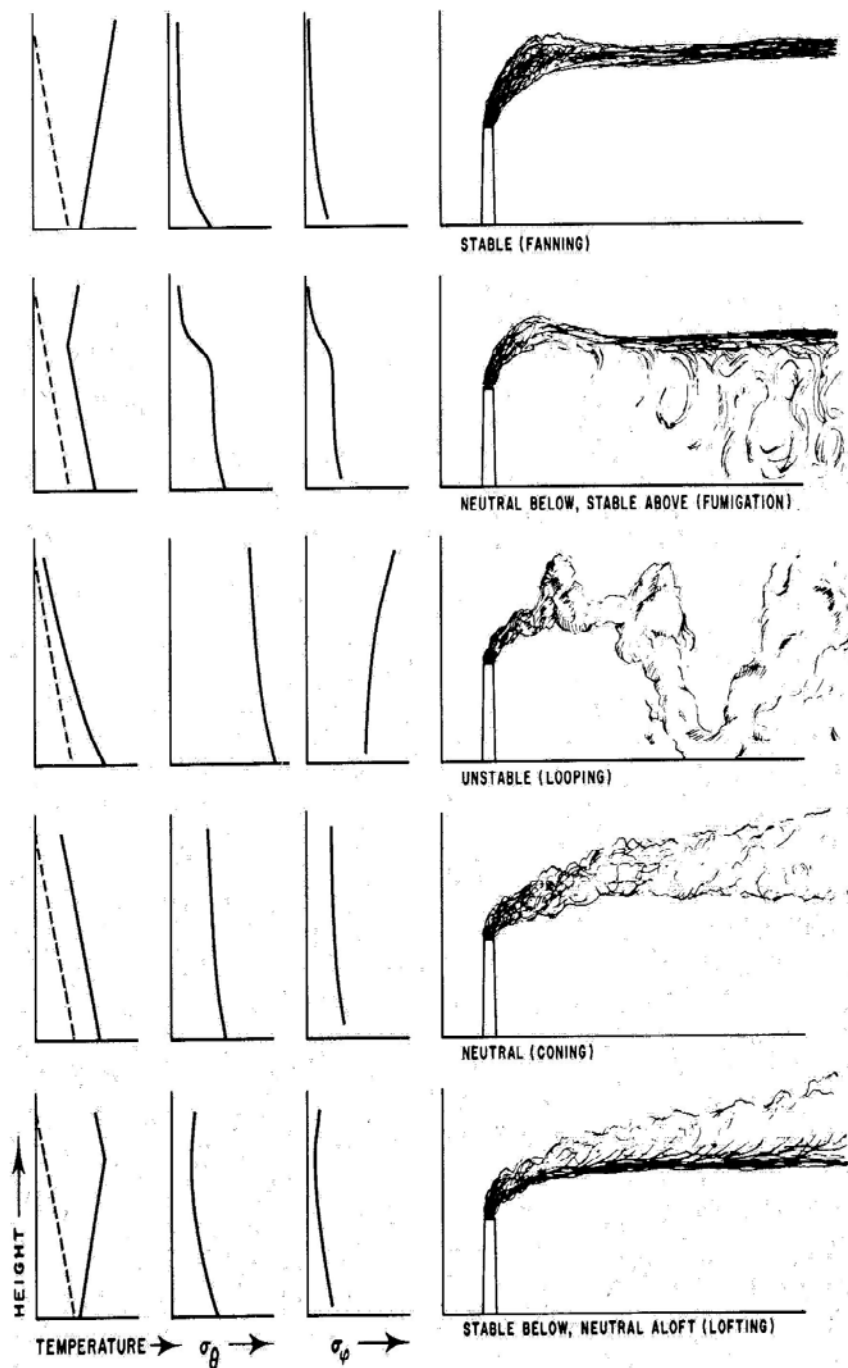 STABLE (FANNING)
NEUTRAL BELOW, STABLE ABOVE (FUMIGATION)
UNSTABLE (LOOPING)
NEUTRAL (CONING)
HEIGHT
TEMPERATURE σθ σφ
STABLE BELOW, NEUTRAL ALOFT (LOFTING)